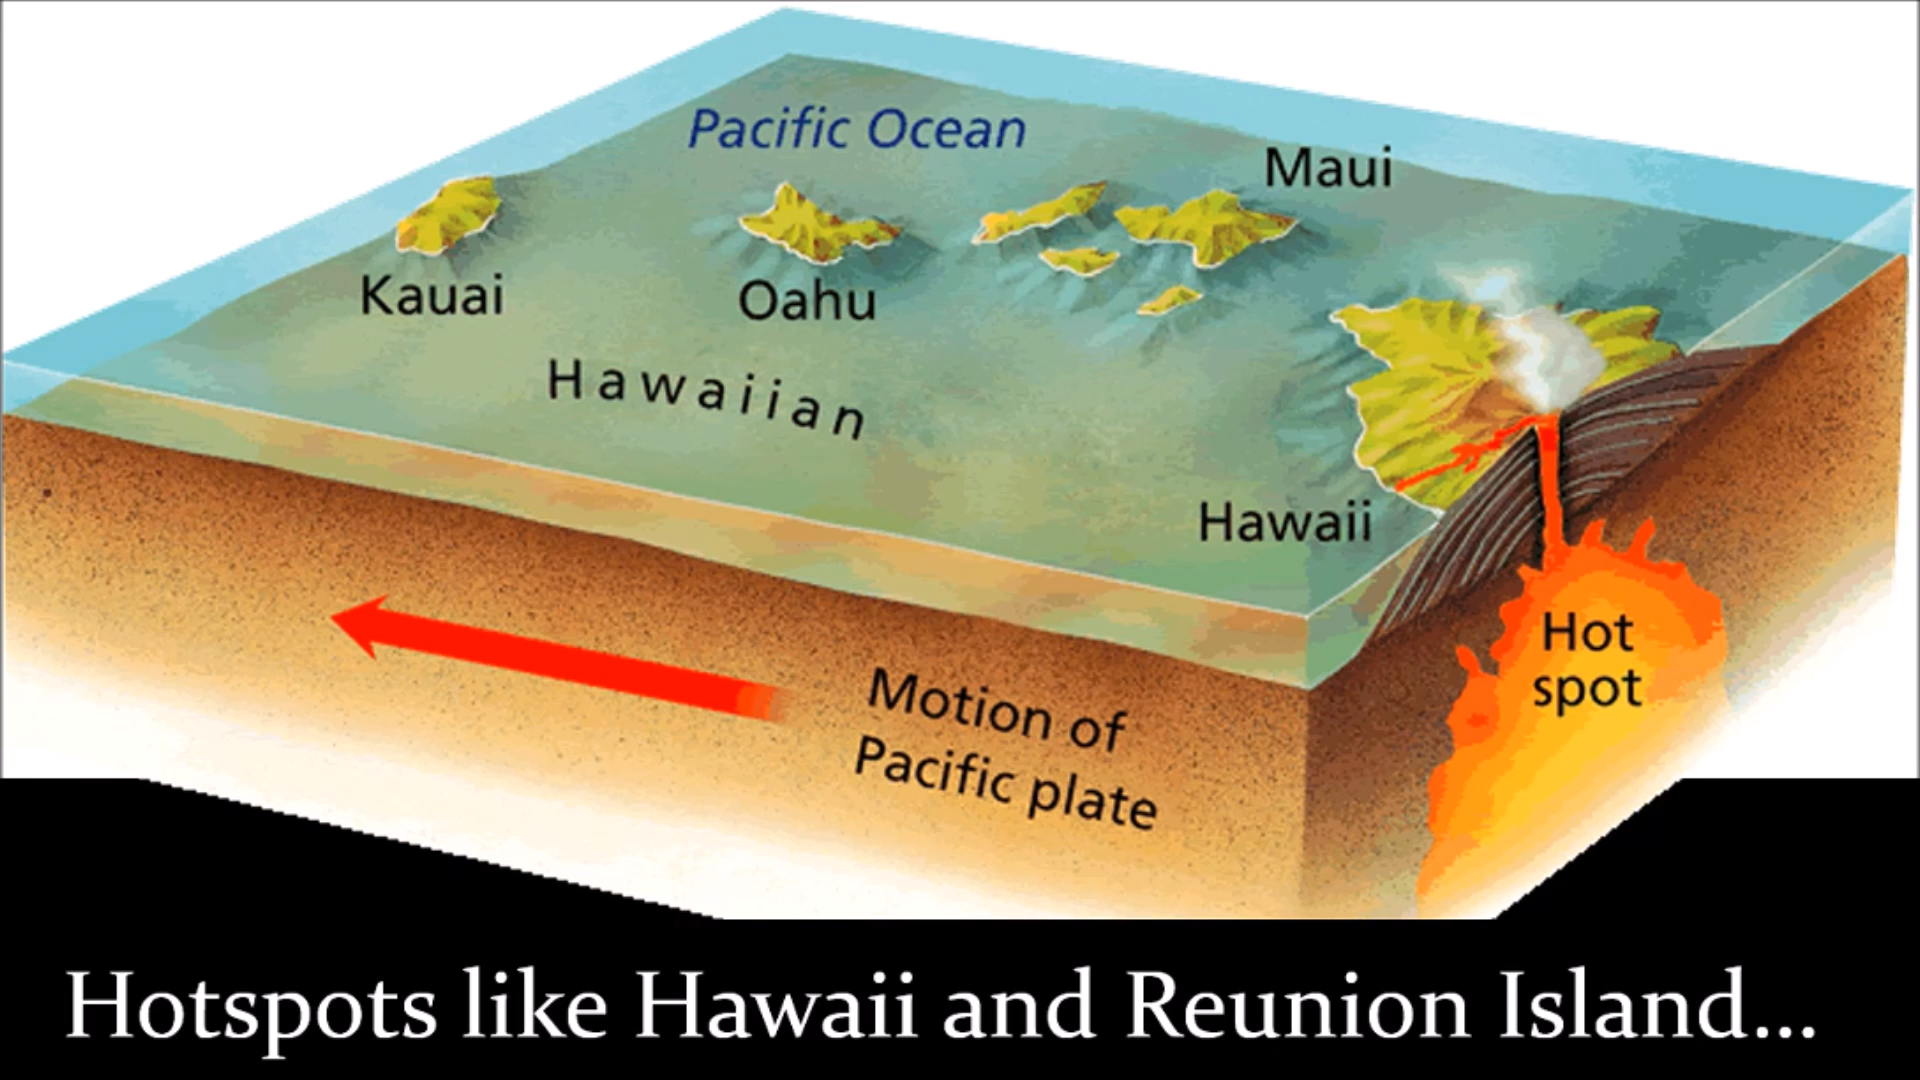 Pacific Ocean
Maui
Kauai
Oahu
Hawaiian
Hawaii
Hot
spot
Motion of
Pacific plate
Hotspots like Hawaii and Reunion Island...